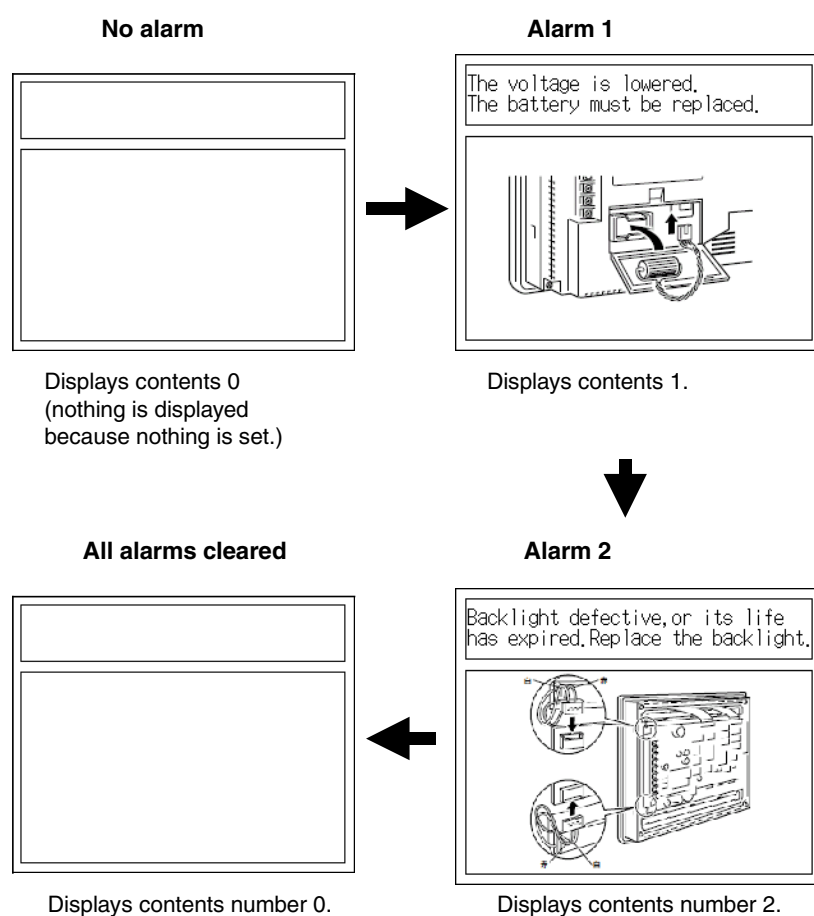 No alarm
Alarm 1
The voltage is lowered.
The battery must be replaced.
Displays contents 0
(nothing is displayed
because nothing is set.)
Displays contents 1.
All alarms cleared
Alarm 2
Backlight defective,or its life
has expired.Replace the backlight.
Displays contents number 0.
Displays contents number 2.